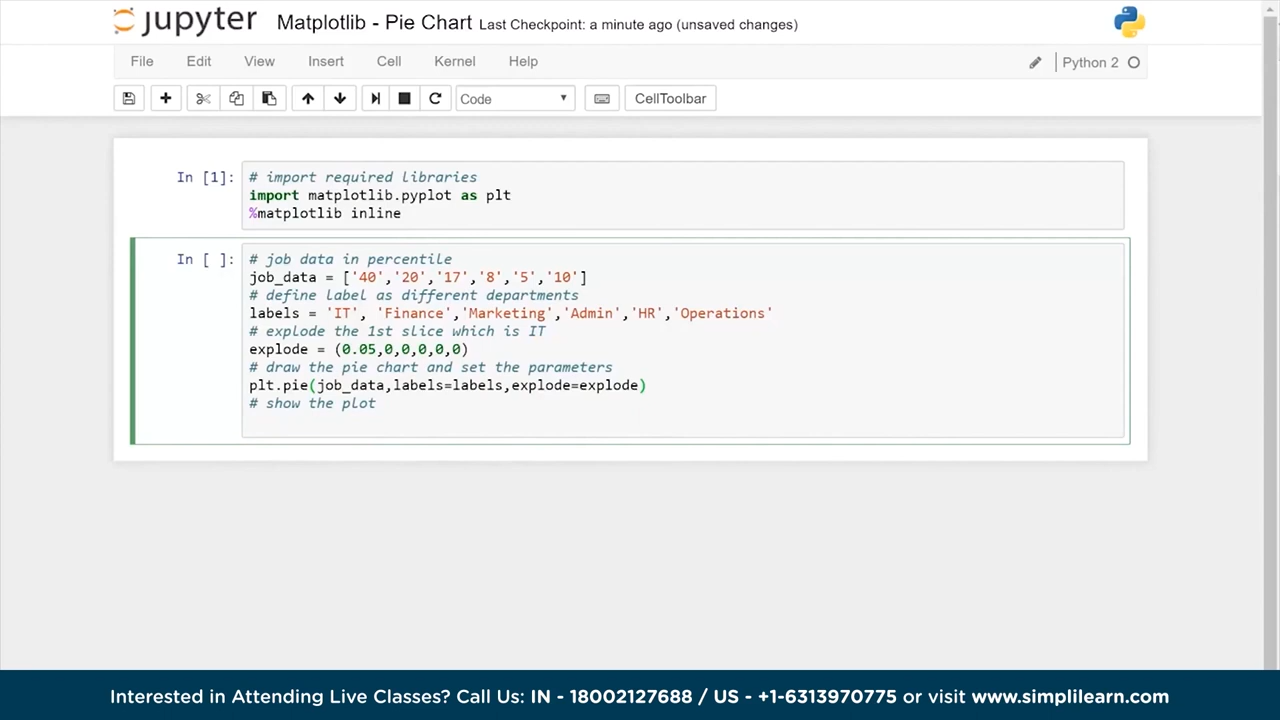 jupyter Matplotlib - Pie Chart Last Checkpoint: a minute ago (unsaved changes)
File Edit View Insert Cell Kernel Help Python 2
Code CellToolbar
In [1]: # import required libraries
import matplotlib.pyplot as plt
%matplotlib inline
In [ ]: # job data in percentile
job_data = ['40','20','17','8','5','10']
# define label as different departments
labels = 'IT', 'Finance','Marketing','Admin','HR','Operations'
# explode the 1st slice which is IT
explode = (0.05,0,0,0,0,0)
# draw the pie chart and set the parameters
plt.pie(job_data,labels=labels,explode=explode)
# show the plot
Interested in Attending Live Classes? Call Us: IN - 18002127688 / US - +1-6313970775 or visit www.simplilearn.com